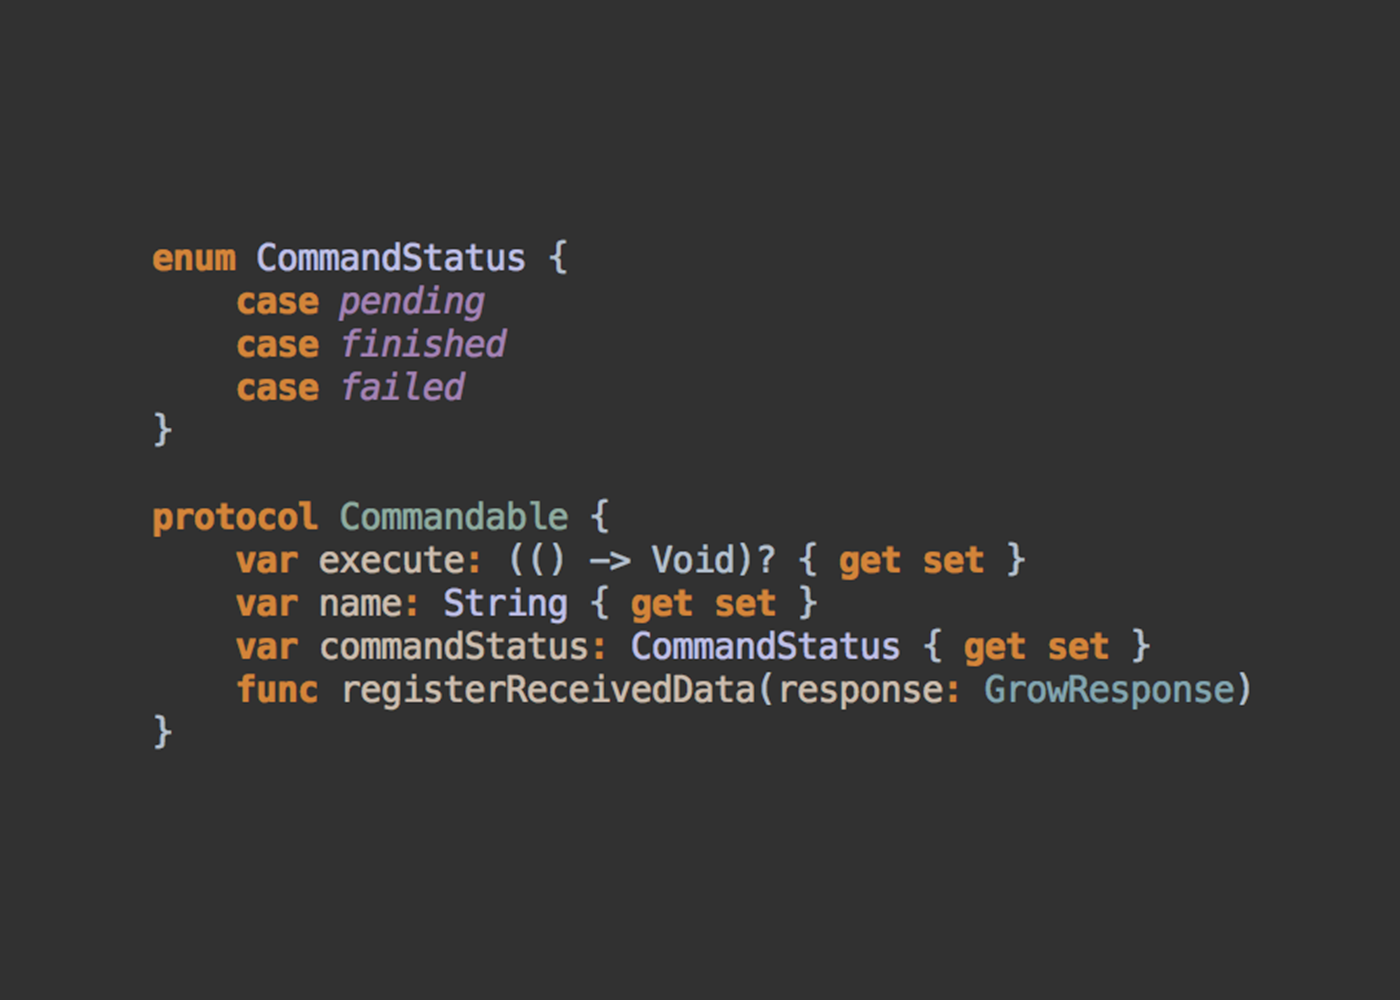 enum CommandStatus {
    case pending
    case finished
    case failed
}

protocol Commandable {
    var execute: (() -> Void)? { get set }
    var name: String { get set }
    var commandStatus: CommandStatus { get set }
    func registerReceivedData(response: GrowResponse)
}